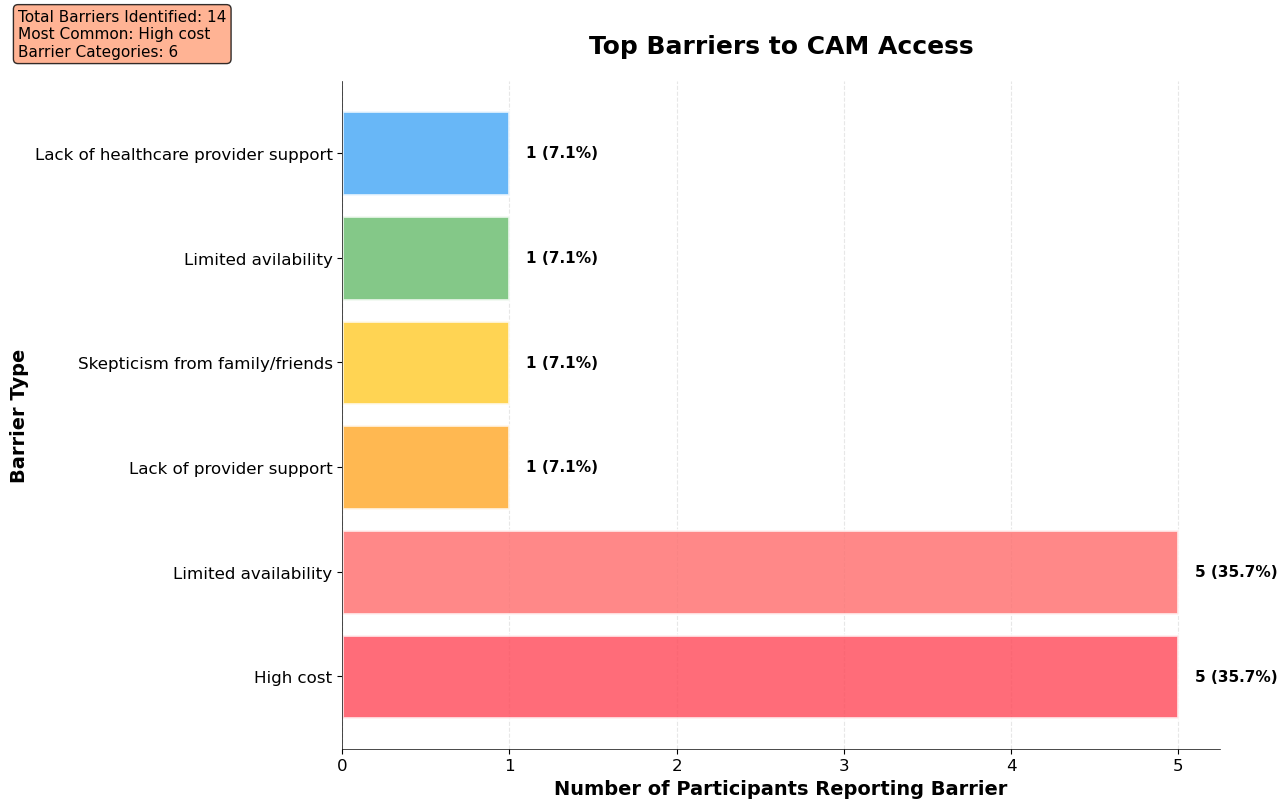 Total Barriers Identified: 14
Most Common: High cost
Barrier Categories: 6
Top Barriers to CAM Access
Barrier Type
Lack of healthcare provider support
1 (7.1%)
Limited avilability
1 (7.1%)
Skepticism from family/friends
1 (7.1%)
Lack of provider support
1 (7.1%)
Limited availability
5 (35.7%)
High cost
5 (35.7%)
0 1 2 3 4 5
Number of Participants Reporting Barrier